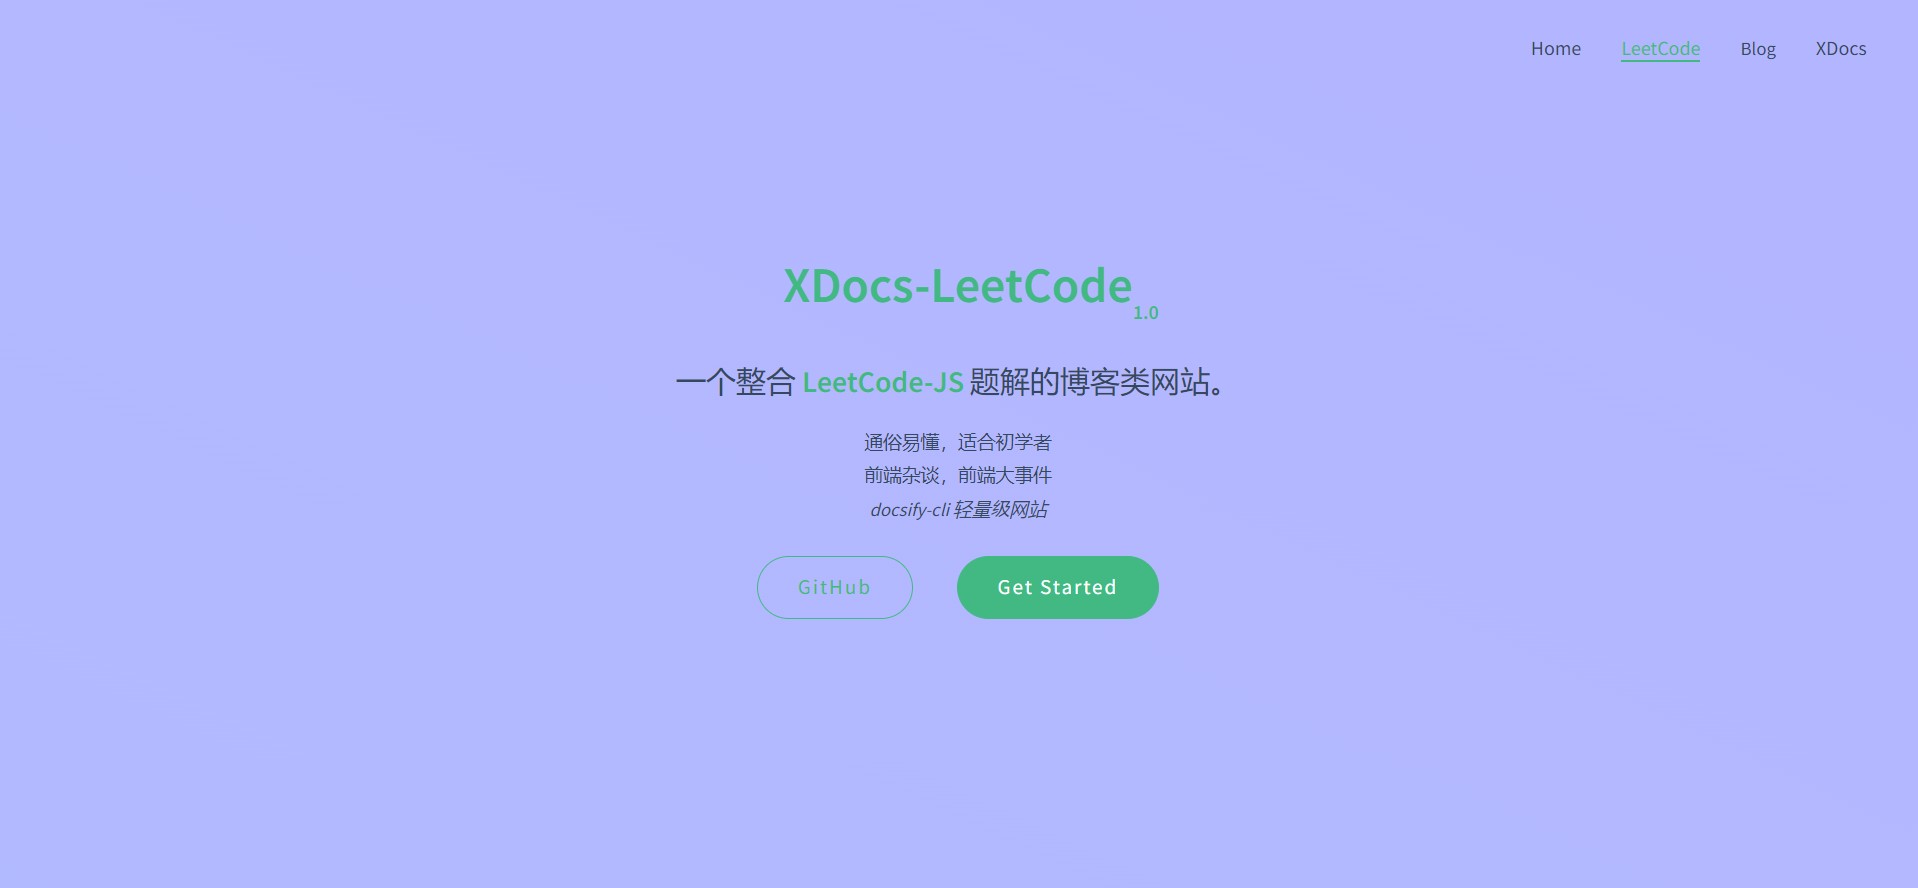 Home LeetCode Blog XDocs
XDocs-LeetCode 1.0
一个整合 LeetCode-JS 题解的博客类网站。
通俗易懂，适合初学者
前端杂谈，前端大事件
docsify-cli 轻量级网站
GitHub Get Started